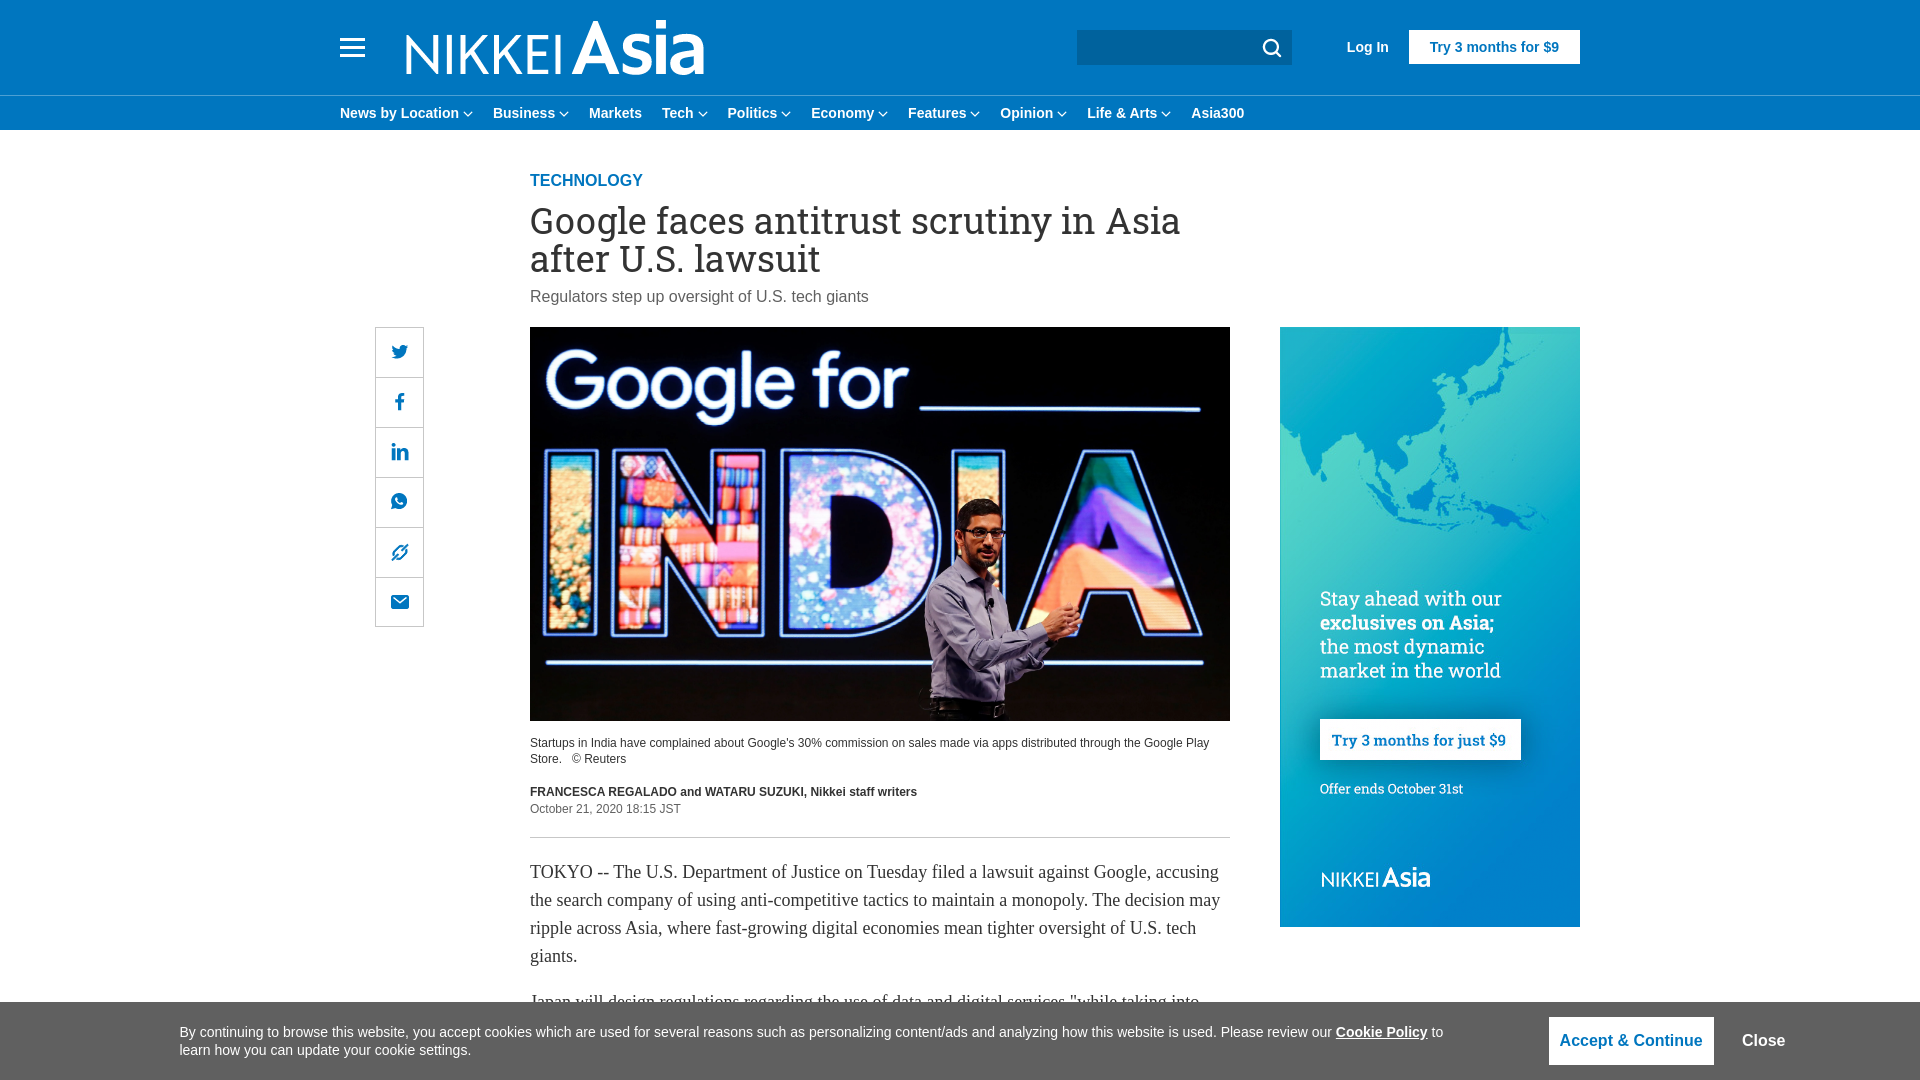 NIKKEI Asia
Log In
Try 3 months for $9
News by Location
Business
Markets
Tech
Politics
Economy
Features
Opinion
Life & Arts
Asia300
TECHNOLOGY
Google faces antitrust scrutiny in Asia
after U.S. lawsuit
Regulators step up oversight of U.S. tech giants
Google for
INDIA
Startups in India have complained about Google's 30% commission on sales made via apps distributed through the Google Play
Store. © Reuters
FRANCESCA REGALADO and WATARU SUZUKI, Nikkei staff writers
October 21, 2020 18:15 JST
TOKYO -- The U.S. Department of Justice on Tuesday filed a lawsuit against Google, accusing
the search company of using anti-competitive tactics to maintain a monopoly. The decision may
ripple across Asia, where fast-growing digital economies mean tighter oversight of U.S. tech
giants.
Japan will design regulations regarding the use of data and digital services "while taking into
Stay ahead with our
exclusives on Asia;
the most dynamic
market in the world
Try 3 months for just $9
Offer ends October 31st
NIKKEI Asia
By continuing to browse this website, you accept cookies which are used for several reasons such as personalizing content/ads and analyzing how this website is used. Please review our Cookie Policy to
learn how you can update your cookie settings.
Accept & Continue
Close